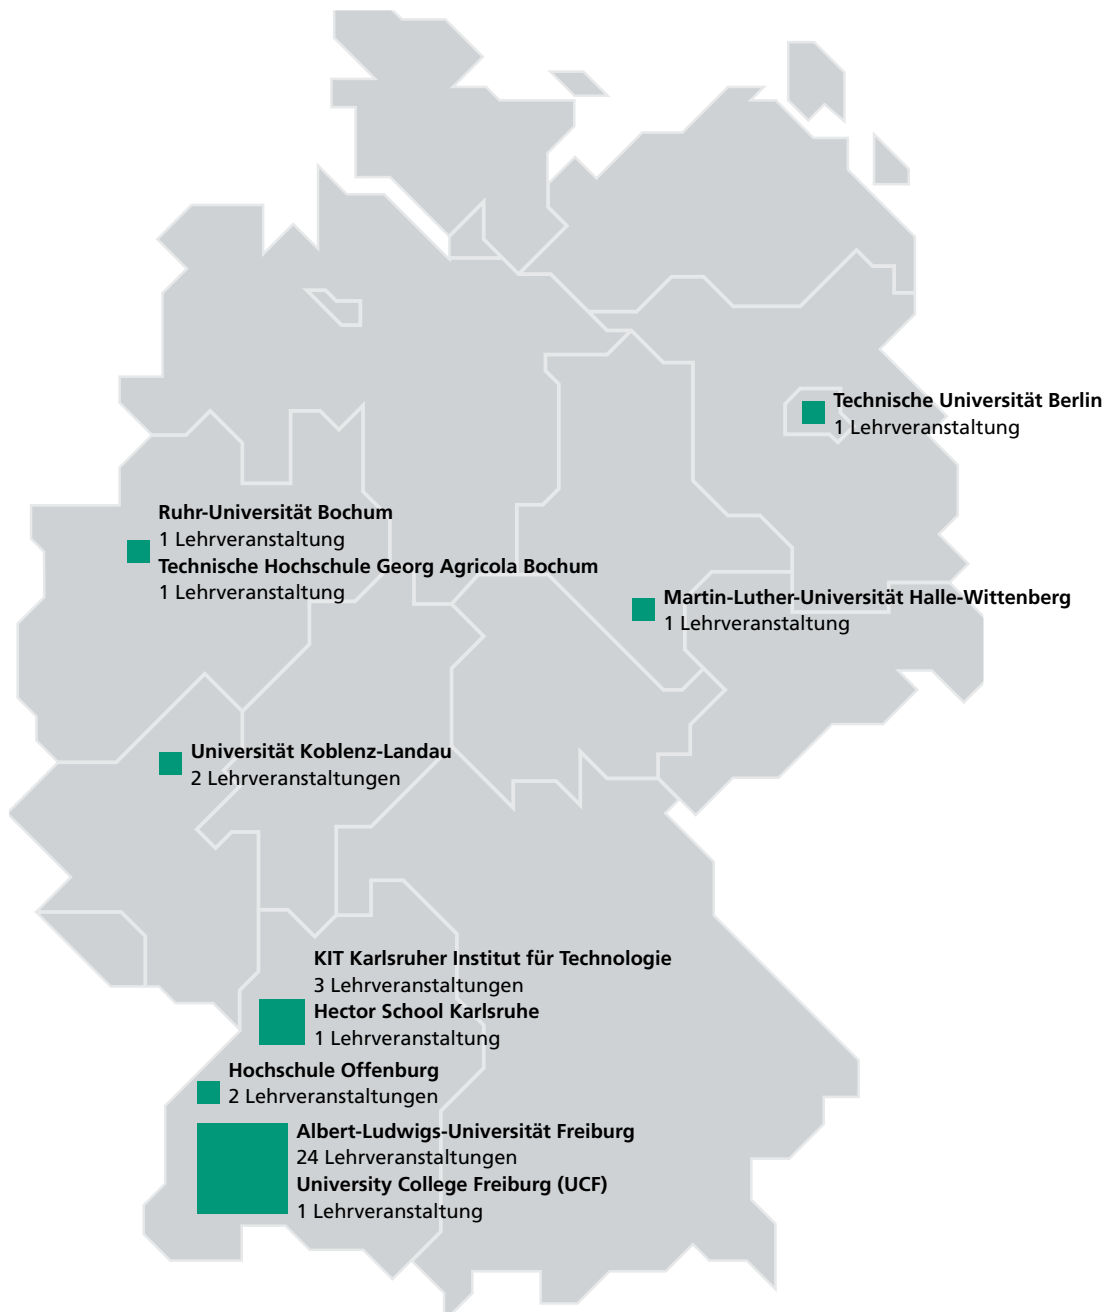 Technische Universität Berlin
1 Lehrveranstaltung
Ruhr-Universität Bochum
1 Lehrveranstaltung
Technische Hochschule Georg Agricola Bochum
1 Lehrveranstaltung
Martin-Luther-Universität Halle-Wittenberg
1 Lehrveranstaltung
Universität Koblenz-Landau
2 Lehrveranstaltungen
KIT Karlsruher Institut für Technologie
3 Lehrveranstaltungen
Hector School Karlsruhe
1 Lehrveranstaltung
Hochschule Offenburg
2 Lehrveranstaltungen
Albert-Ludwigs-Universität Freiburg
24 Lehrveranstaltungen
University College Freiburg (UCF)
1 Lehrveranstaltung